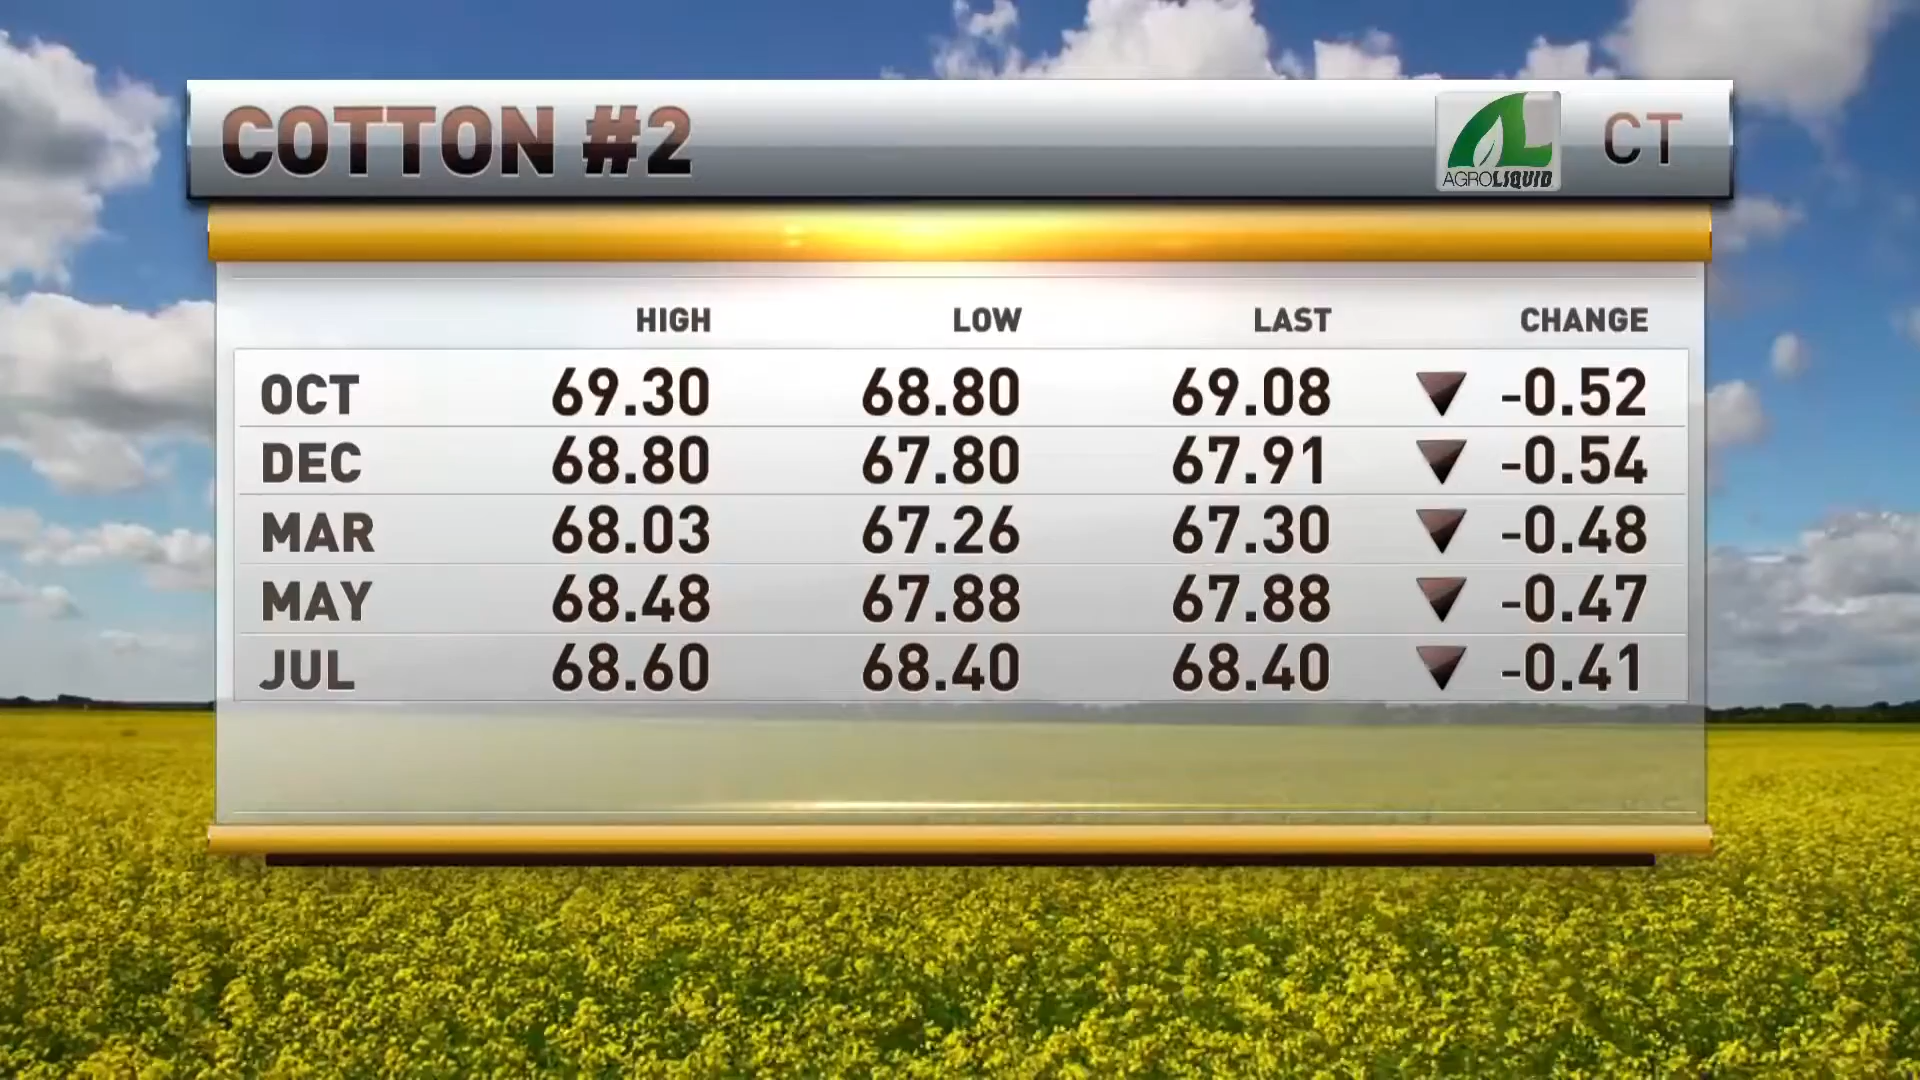 COTTON #2
AGROLIQUID
CT
HIGH LOW LAST CHANGE
OCT 69.30 68.80 69.08 -0.52
DEC 68.80 67.80 67.91 -0.54
MAR 68.03 67.26 67.30 -0.48
MAY 68.48 67.88 67.88 -0.47
JUL 68.60 68.40 68.40 -0.41